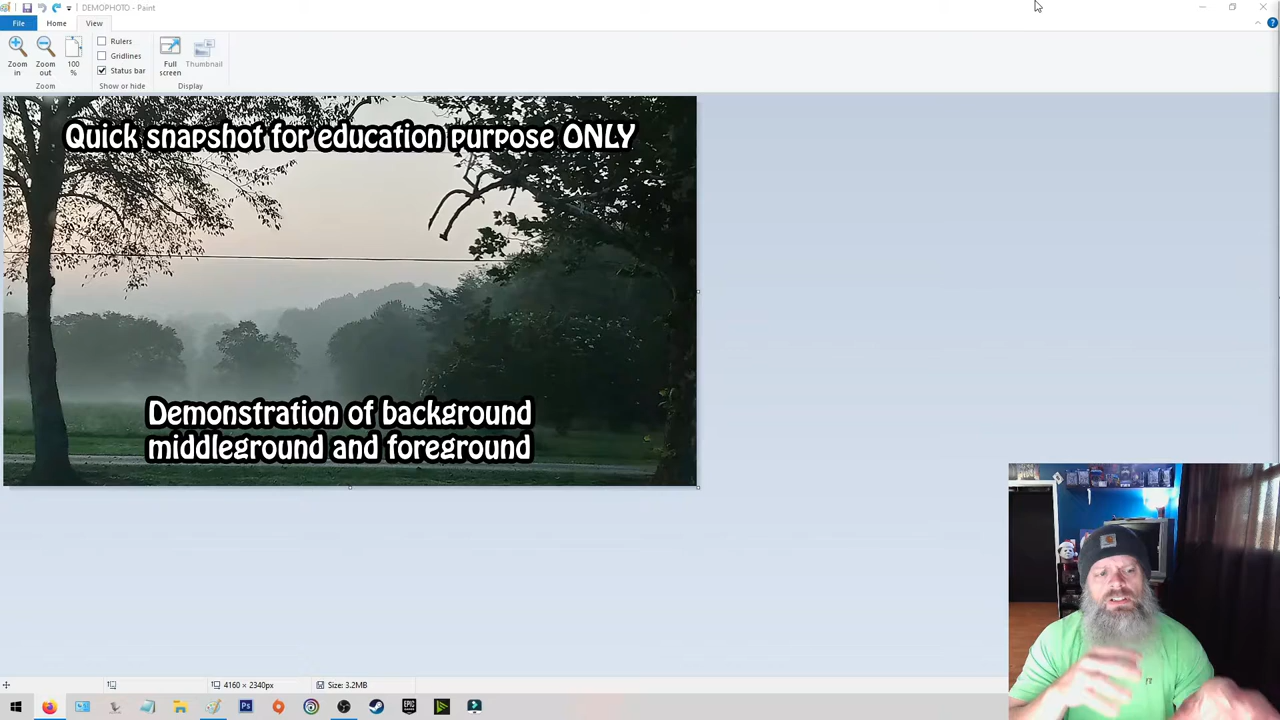 DEMOPHOTO - Paint
File
Home
View
Zoom in
Zoom out
100 %
Rulers
Gridlines
Status bar
Full screen
Thumbnail
Zoom
Show or hide
Display
Quick snapshot for education purpose ONLY
Demonstration of background
middleground and foreground
4160 × 2340px
Size: 3.2MB
Ps
EPIC